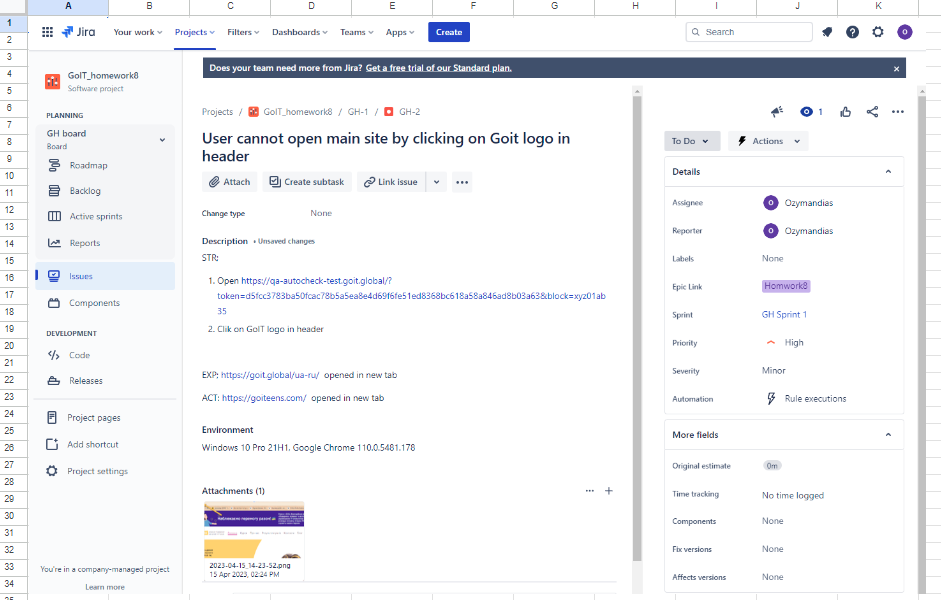 A B C D E F G H I J K
1
2
3
4
5
6
7
8
9
10
11
12
13
14
15
16
17
18
19
20
21
22
23
24
25
26
27
28
29
30
31
32
33
34
35
Jira Your work Projects Filters Dashboards Teams Apps Create Search O
Does your team need more from Jira? Get a free trial of our Standard plan.
GoIT_homework8
Software project
PLANNING
GH board
Board
Roadmap
Backlog
Active sprints
Reports
Issues
Components
DEVELOPMENT
Code
Releases
Project pages
Add shortcut
Project settings
You're in a company-managed project
Learn more
Projects / GoIT_homework8 / GH-1 / GH-2
User cannot open main site by clicking on Goit logo in
header
Attach Create subtask Link issue
Change type None
Description • Unsaved changes
STR:
1. Open https://qa-autocheck-test.goit.global/?
token=d5fcc3783ba50fcac78b5a5ea8e4d69f6fe51ed8368bc618a58a846ad8b03a63&block=xyz01ab
35
2. Clik on GoIT logo in header
EXP: https://goit.global/ua-ru/ opened in new tab
ACT: https://goiteens.com/ opened in new tab
Environment
Windows 10 Pro 21H1. Google Chrome 110.0.5481.178
Attachments (1)
2023-04-15_14-23-52.png
15 Apr 2023, 02:24 PM
1
To Do Actions
Details
Assignee O Ozymandias
Reporter O Ozymandias
Labels None
Epic Link Homwork8
Sprint GH Sprint 1
Priority High
Severity Minor
Automation Rule executions
More fields
Original estimate 0m
Time tracking No time logged
Components None
Fix versions None
Affects versions None